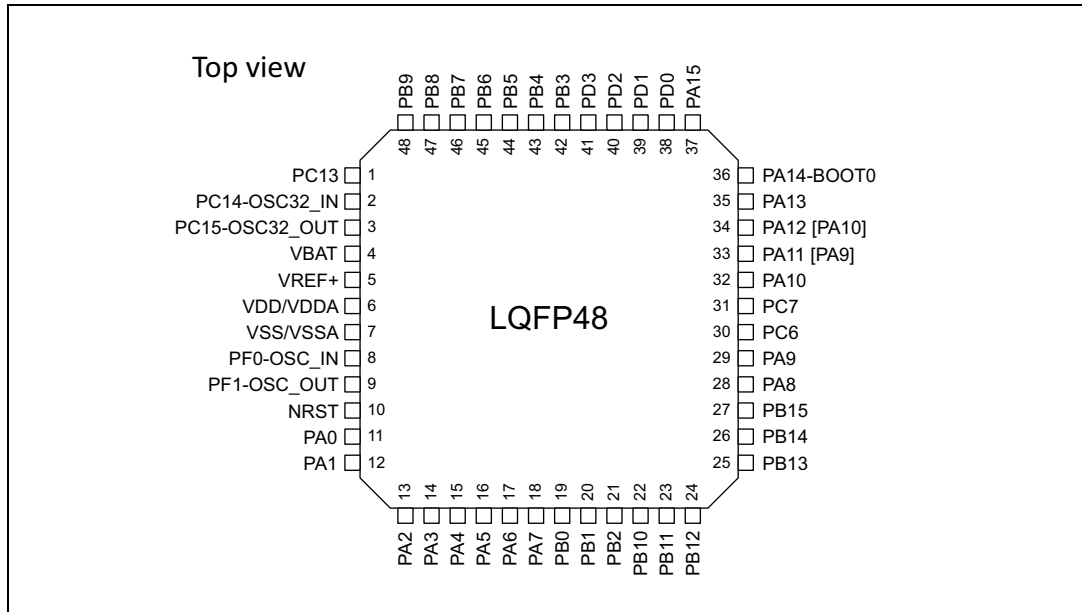 Top view
PB9
PB8
PB7
PB6
PB5
PB4
PB3
PD3
PD2
PD1
PD0
PA15
48
47
46
45
44
43
42
41
40
39
38
37
PC13 1
PC14-OSC32_IN 2
PC15-OSC32_OUT 3
VBAT 4
VREF+ 5
VDD/VDDA 6
VSS/VSSA 7
PF0-OSC_IN 8
PF1-OSC_OUT 9
NRST 10
PA0 11
PA1 12
LQFP48
36 PA14-BOOT0
35 PA13
34 PA12 [PA10]
33 PA11 [PA9]
32 PA10
31 PC7
30 PC6
29 PA9
28 PA8
27 PB15
26 PB14
25 PB13
13
14
15
16
17
18
19
20
21
22
23
24
PA2
PA3
PA4
PA5
PA6
PA7
PB0
PB1
PB2
PB10
PB11
PB12